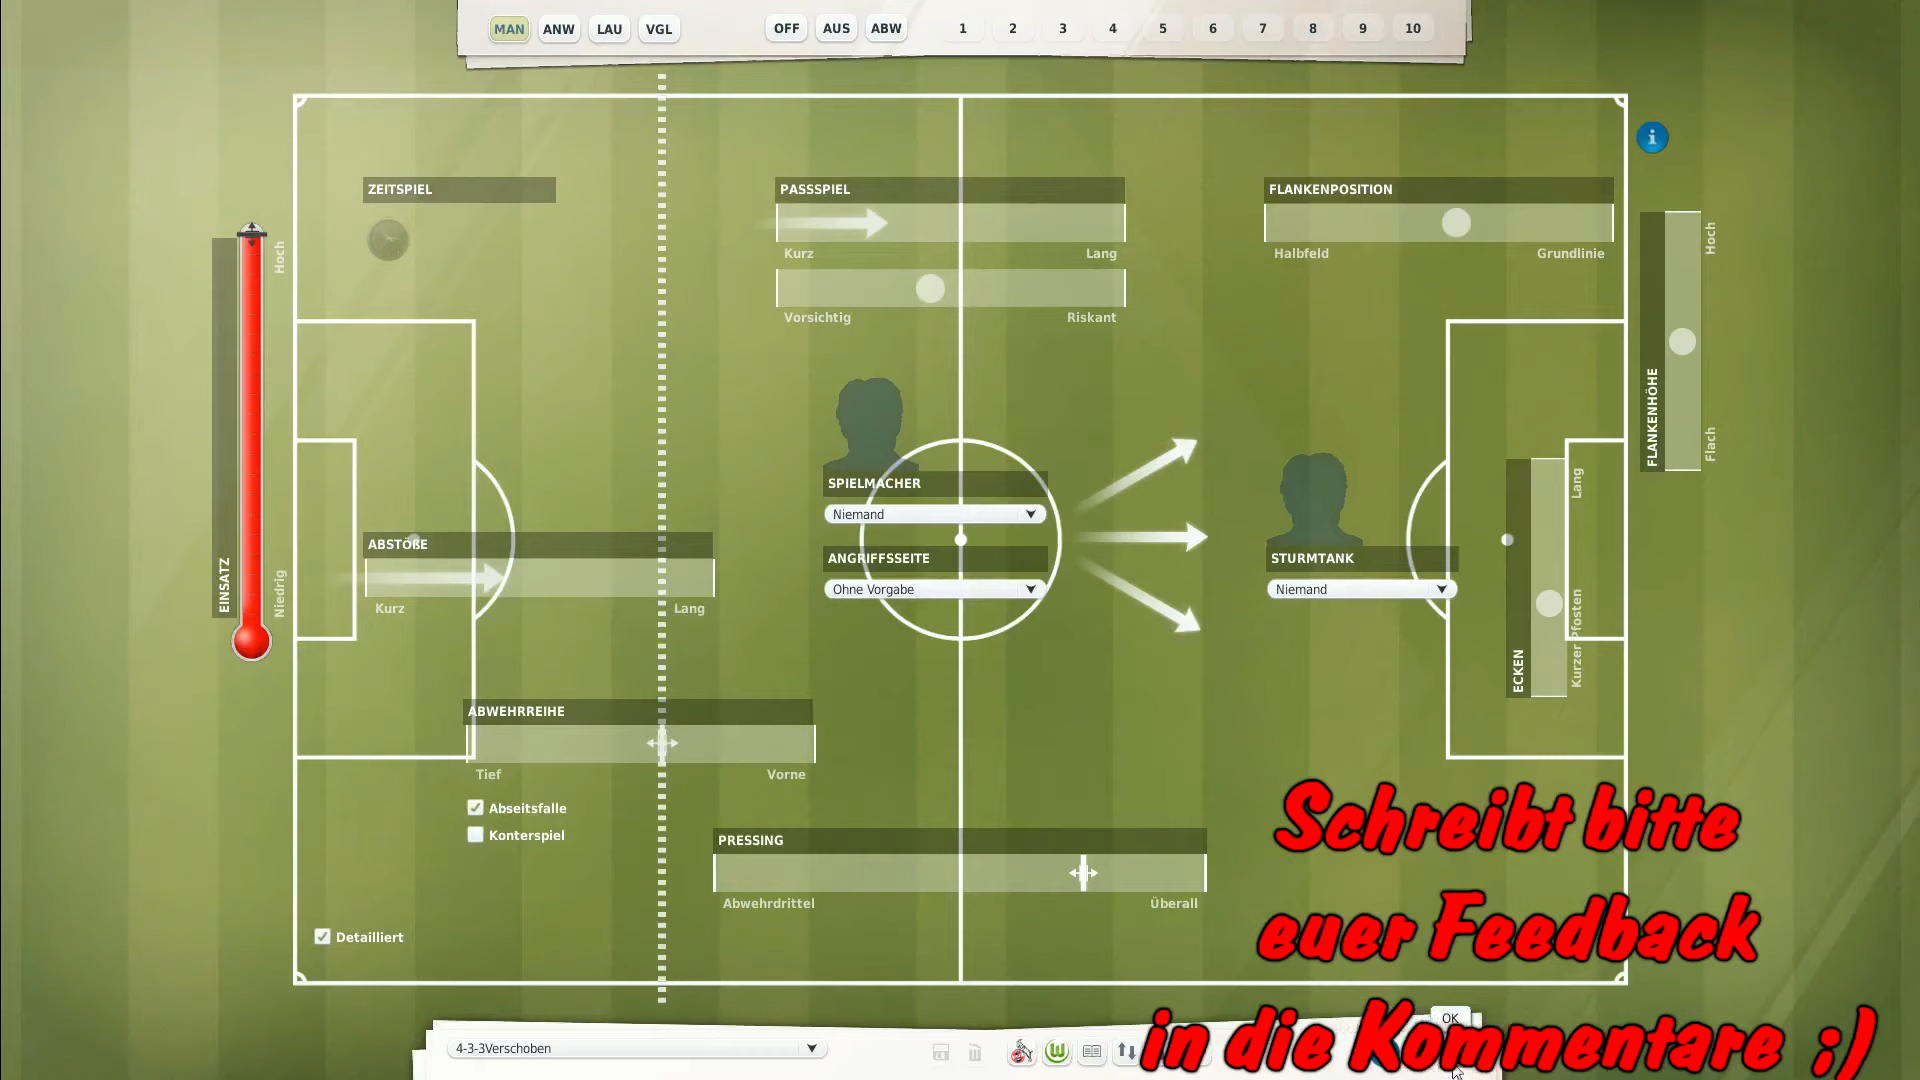 MAN ANW LAU VGL OFF AUS ABW 1 2 3 4 5 6 7 8 9 10
ZEITSPIEL
PASSSPIEL
Kurz Lang
Vorsichtig Riskant
FLANKENPOSITION
Halbfeld Grundlinie
Hoch
EINSATZ
Niedrig
Hoch
FLANKENHÖHE
Flach
SPIELMACHER
Niemand
ANGRIFFSSEITE
Ohne Vorgabe
STURMTANK
Niemand
Lang
ECKEN
Kurzer Pfosten
ABSTÖßE
Kurz Lang
ABWEHRREIHE
Tief Vorne
Abseitsfalle
Konterspiel
PRESSING
Abwehrdrittel Überall
Detailliert
Schreibt bitte
euer Feedback
in die Kommentare ;)
OK
4-3-3Verschoben